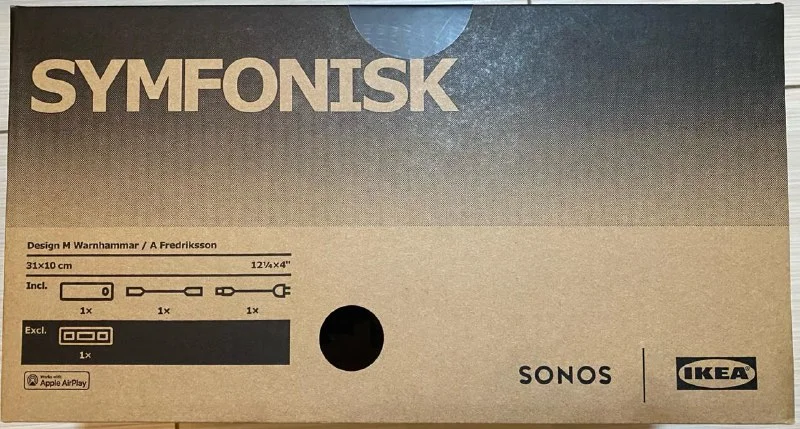 SYMFONISK
Design M Warnhammar / A Fredriksson
31×10 cm 12¼×4"
Incl.
1× 1× 1×
Excl.
1×
Works with
Apple AirPlay
SONOS IKEA®